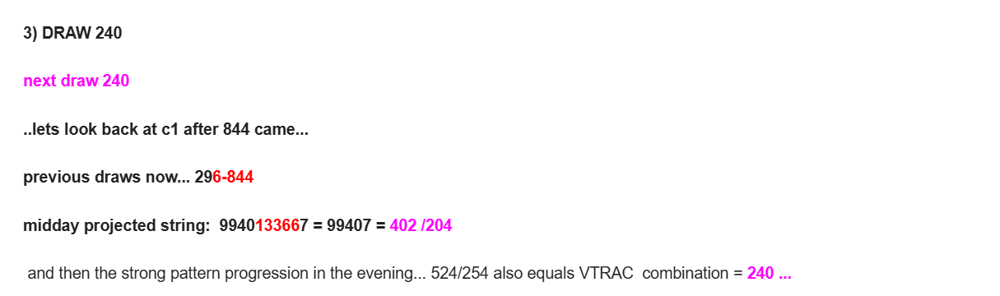 3) DRAW 240
next draw 240
..lets look back at c1 after 844 came...
previous draws now... 296-844
midday projected string:  9940133667 = 99407 = 402 /204
and then the strong pattern progression in the evening... 524/254 also equals VTRAC  combination = 240 ...